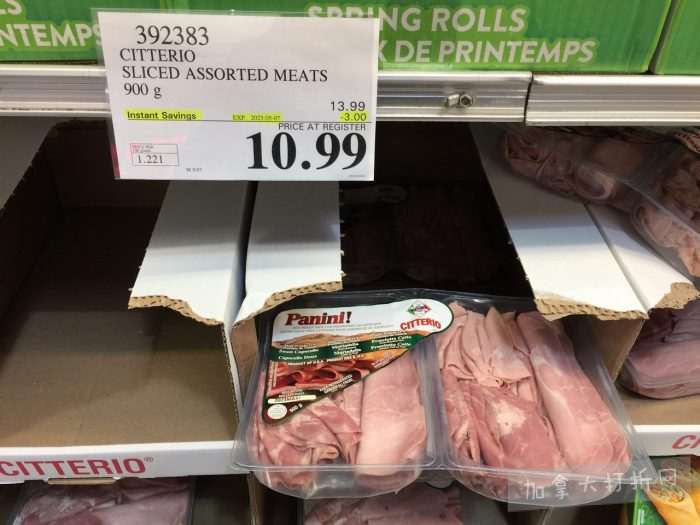 SPRING ROLLS
NTEMPS
X DE PRINTEMPS
392383
CITTERIO
SLICED ASSORTED MEATS
900 g
13.99
Instant Savings
-3.00
PRICE AT REGISTER
10.99
1.221
Panini!
CITTERIO
900 g
CITTERIO®
C
加拿大打折网